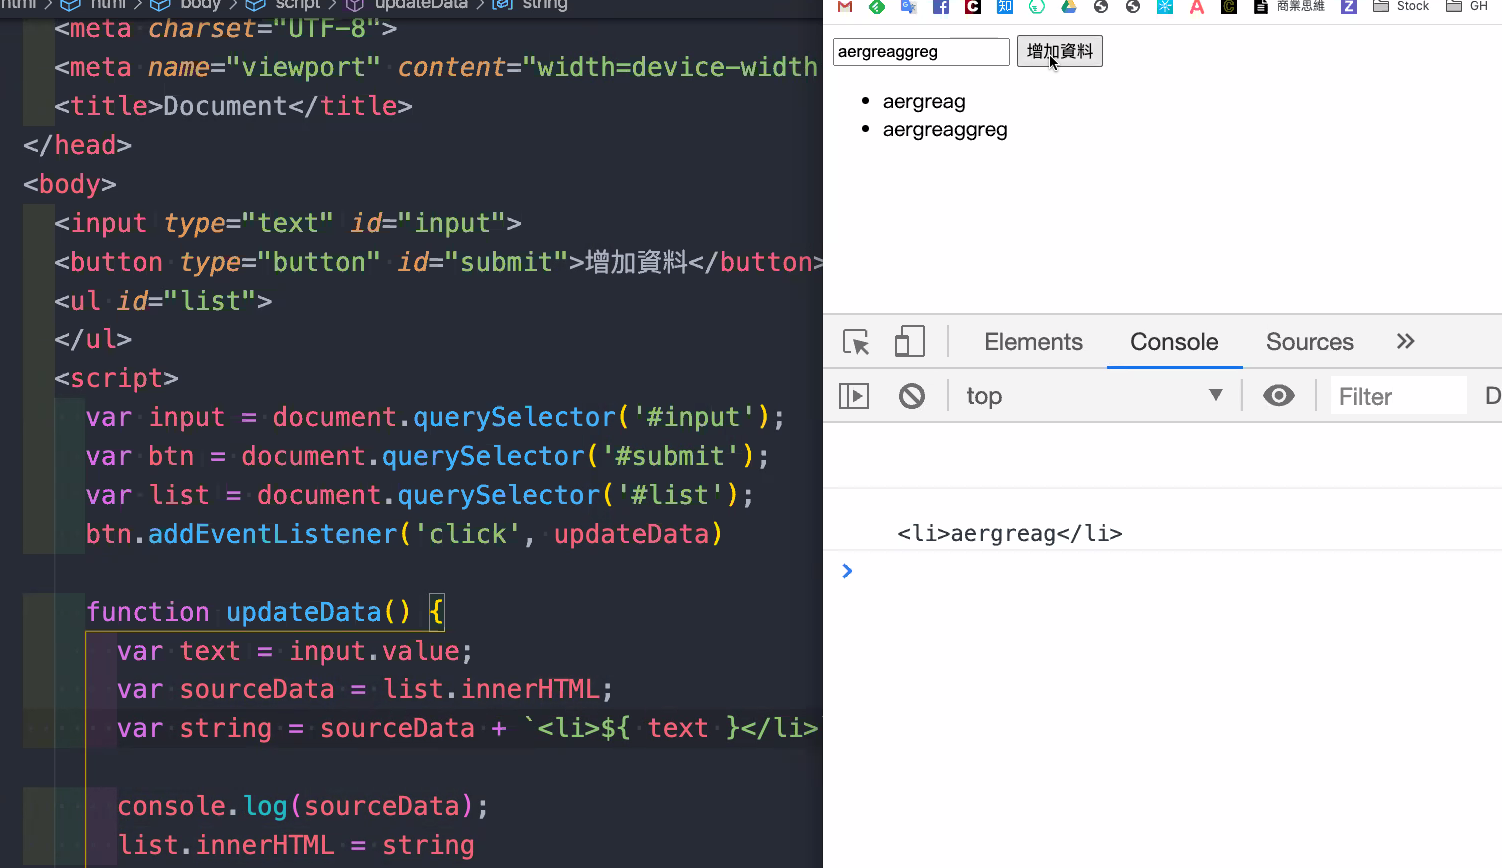 html > html > body > script > updateData > string
<meta charset="UTF-8">
<meta name="viewport" content="width=device-width
<title>Document</title>
</head>
<body>
<input type="text" id="input">
<button type="button" id="submit">增加資料</button>
<ul id="list">
</ul>
<script>
var input = document.querySelector('#input');
var btn = document.querySelector('#submit');
var list = document.querySelector('#list');
btn.addEventListener('click', updateData)
function updateData() {
var text = input.value;
var sourceData = list.innerHTML;
var string = sourceData + `<li>${ text }</li>
console.log(sourceData);
list.innerHTML = string
商業思維 Stock GH
aergreaggreg 增加資料
• aergreag
• aergreaggreg
Elements Console Sources »
top Filter D
<li>aergreag</li>
>